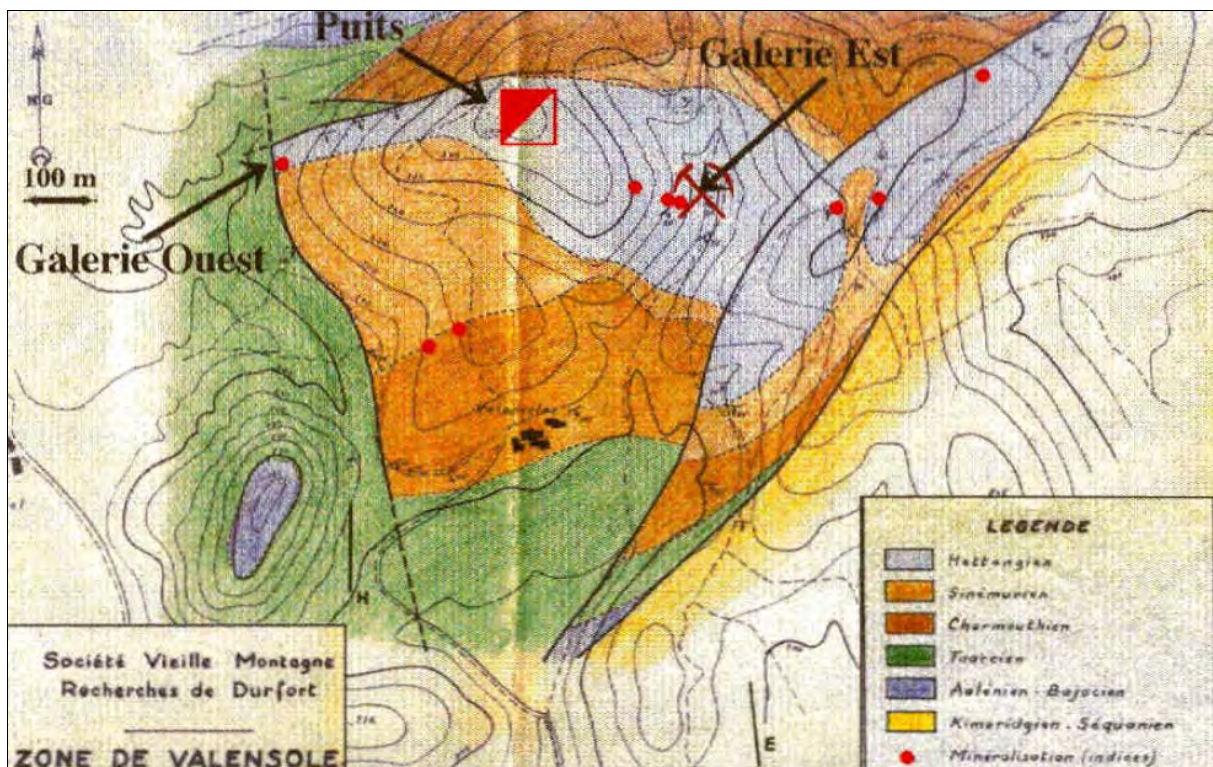 Puits
Galerie Est
N G
100 m
Galerie Ouest
LEGENDE
Hettangien
Sinémurien
Charmouthien
Toarcien
Aalénien - Bajocien
Kimeridgien - Séquanien
Minéralisation (indices)
N
E
Société Vieille Montagne
Recherches de Durfort
ZONE DE VALENSOLE